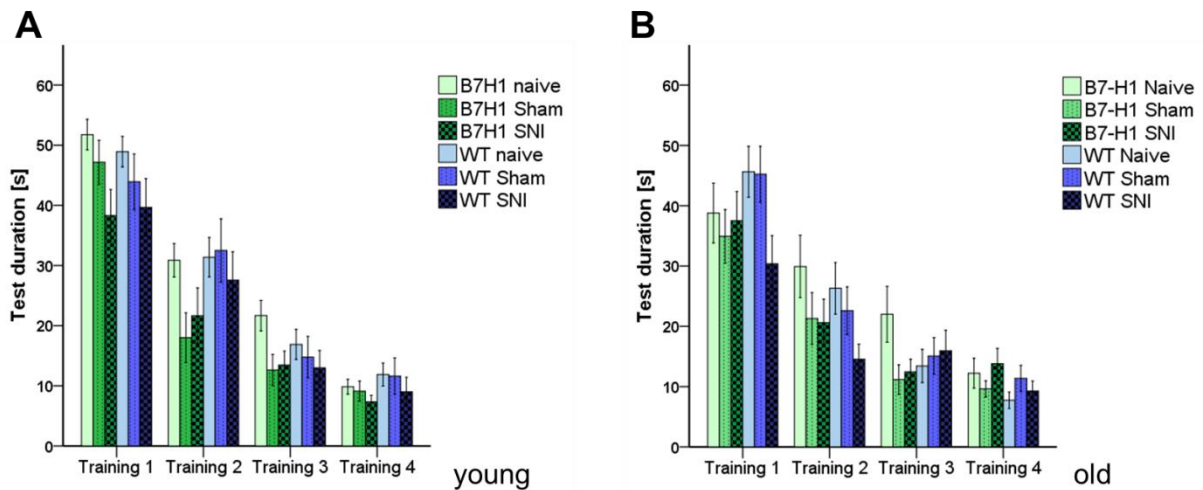 A
Test duration [s]
60
50
40
30
20
10
0
B7H1 naive
B7H1 Sham
B7H1 SNI
WT naive
WT Sham
WT SNI
Training 1 Training 2 Training 3 Training 4
young
B
Test duration [s]
60
50
40
30
20
10
0
B7-H1 Naive
B7-H1 Sham
B7-H1 SNI
WT Naive
WT Sham
WT SNI
Training 1 Training 2 Training 3 Training 4
old